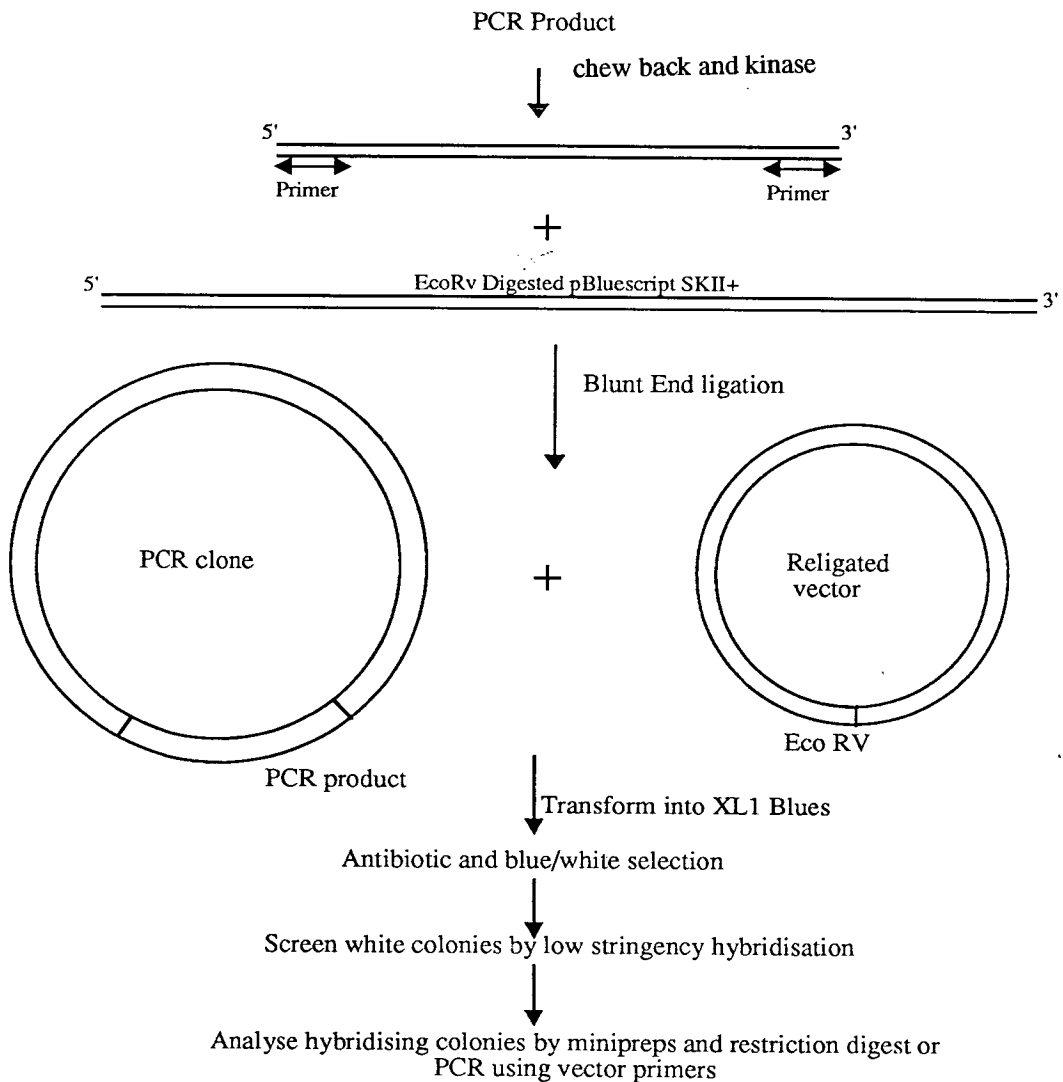 PCR Product
chew back and kinase
5' 3'
Primer Primer
+
EcoRv Digested pBluescript SKII+
5' 3'
Blunt End ligation
PCR clone
+
Religated
vector
Eco RV
PCR product
Transform into XL1 Blues
Antibiotic and blue/white selection
Screen white colonies by low stringency hybridisation
Analyse hybridising colonies by minipreps and restriction digest or
PCR using vector primers